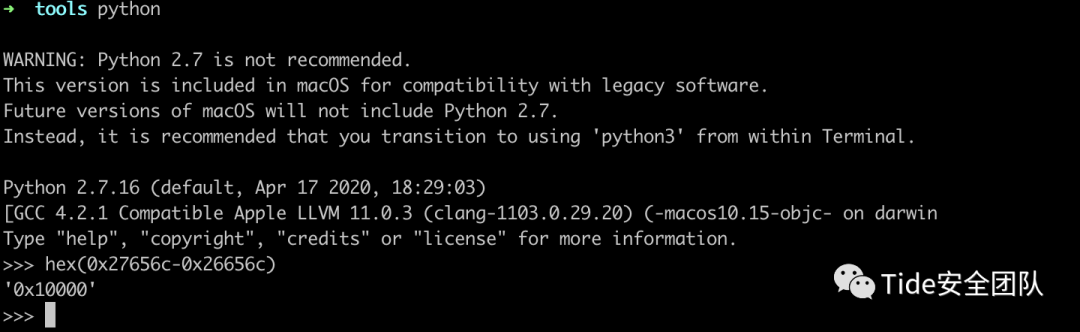 ➜ tools python
WARNING: Python 2.7 is not recommended.
This version is included in macOS for compatibility with legacy software.
Future versions of macOS will not include Python 2.7.
Instead, it is recommended that you transition to using 'python3' from within Terminal.
Python 2.7.16 (default, Apr 17 2020, 18:29:03)
[GCC 4.2.1 Compatible Apple LLVM 11.0.3 (clang-1103.0.29.20) (-macos10.15-objc- on darwin
Type "help", "copyright", "credits" or "license" for more information.
>>> hex(0x27656c-0x26656c)
'0x10000'
>>>
Tide安全团队